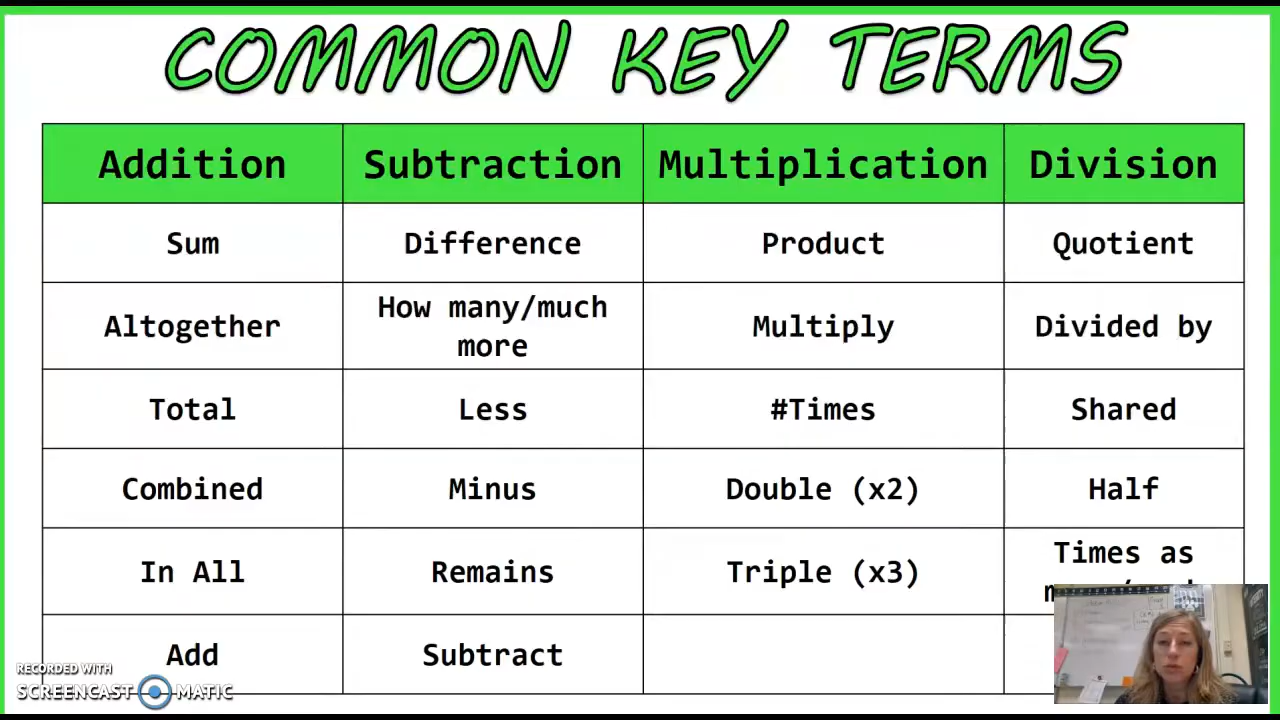 COMMON KEY TERMS
Addition Subtraction Multiplication Division
Sum Difference Product Quotient
Altogether How many/much more Multiply Divided by
Total Less #Times Shared
Combined Minus Double (x2) Half
In All Remains Triple (x3) Times as
Add Subtract
RECORDED WITH
SCREENCAST MATIC